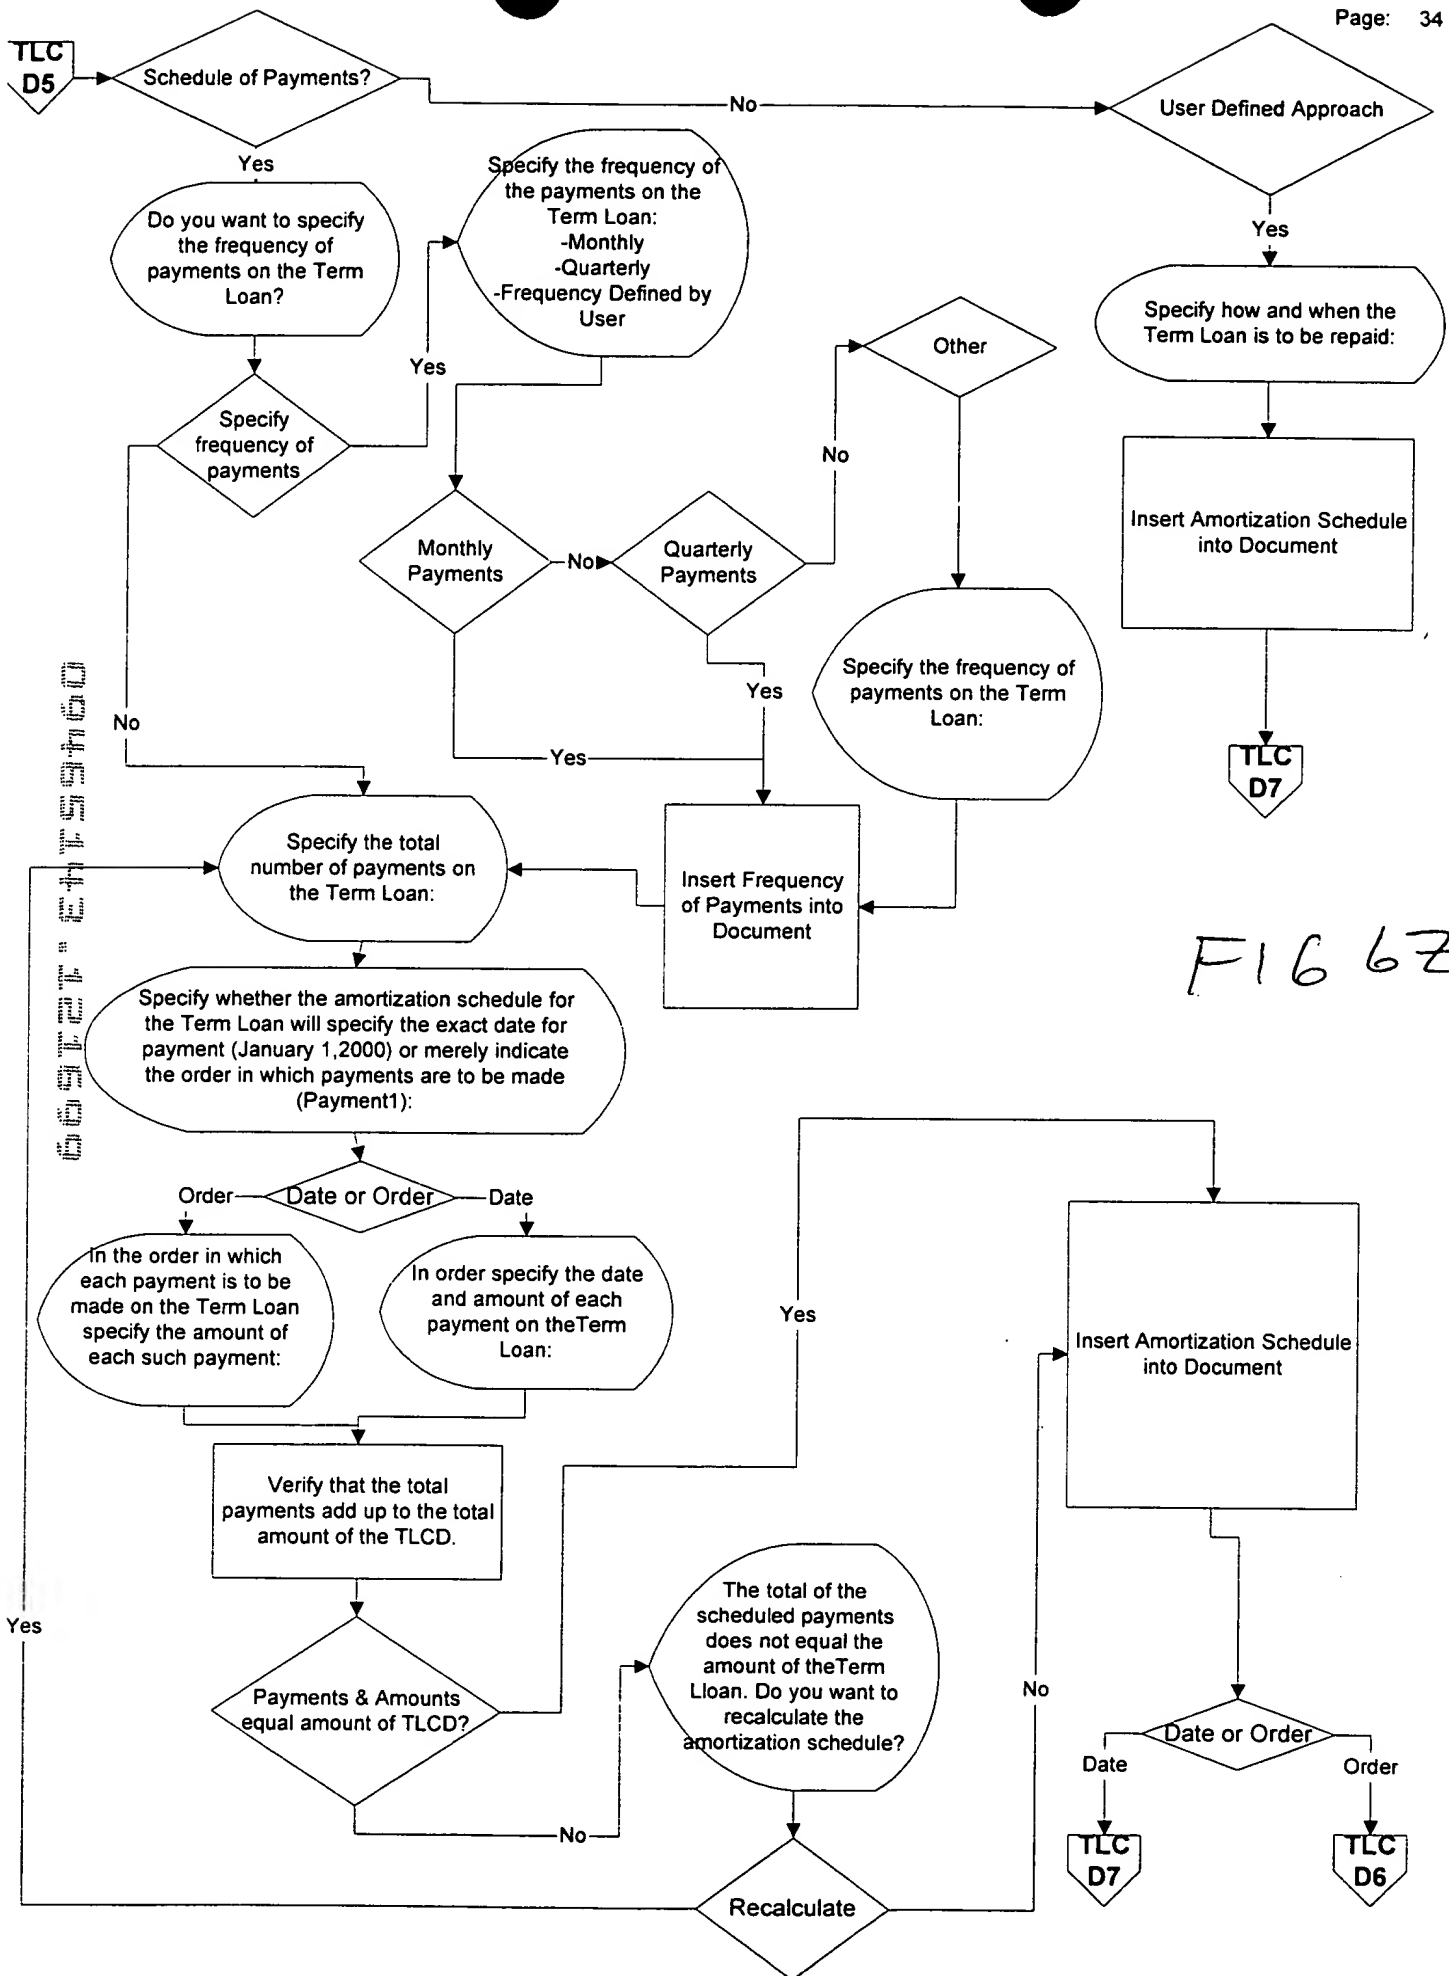 Page: 34
TLC
D5
Schedule of Payments?
No
User Defined Approach
Yes
Yes
Do you want to specify
the frequency of
payments on the Term
Loan?
Specify the frequency of
the payments on the
Term Loan:
-Monthly
-Quarterly
-Frequency Defined by
User
Specify how and when the
Term Loan is to be repaid:
Other
Yes
Specify
frequency of
payments
No
Insert Amortization Schedule
into Document
Monthly
Payments
No
Quarterly
Payments
Specify the frequency of
payments on the Term
Loan:
Yes
No
Yes
TLC
D7
Specify the total
number of payments on
the Term Loan:
Insert Frequency
of Payments into
Document
FIG 6Z
Specify whether the amortization schedule for
the Term Loan will specify the exact date for
payment (January 1,2000) or merely indicate
the order in which payments are to be made
(Payment1):
Order
Date or Order
Date
In the order in which
each payment is to be
made on the Term Loan
specify the amount of
each such payment:
In order specify the date
and amount of each
payment on theTerm
Loan:
Yes
Insert Amortization Schedule
into Document
Verify that the total
payments add up to the total
amount of the TLCD.
Yes
The total of the
scheduled payments
does not equal the
amount of theTerm
Lloan. Do you want to
recalculate the
amortization schedule?
Payments & Amounts
equal amount of TLCD?
No
No
Date or Order
Date
Order
TLC
D7
TLC
D6
Recalculate